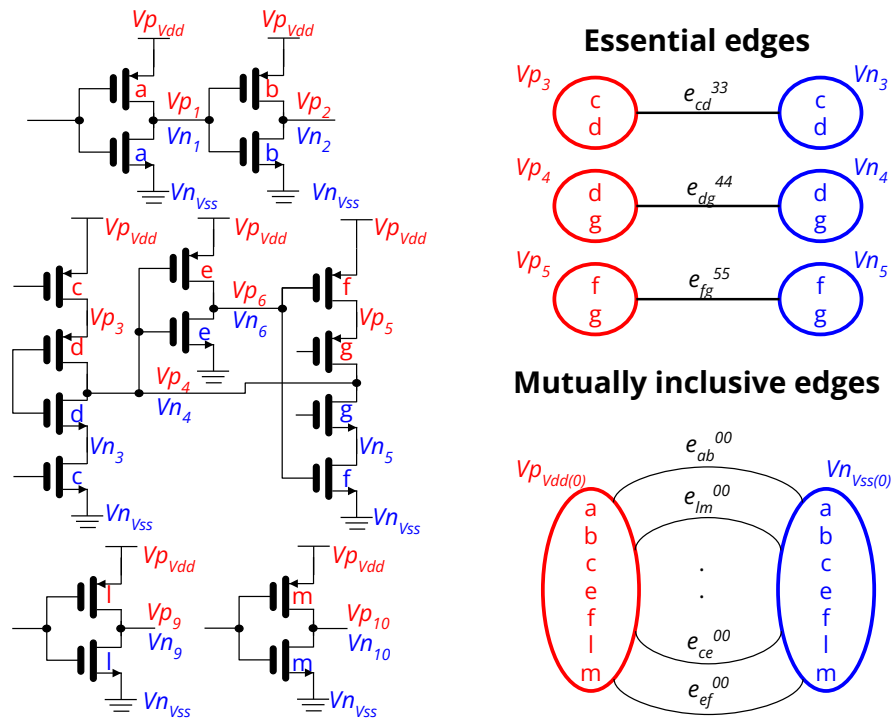 Vp_Vdd Vp_Vdd
a b
Vp_1 Vp_2
Vn_1 Vn_2
a b
Vn_Vss Vn_Vss
Vp_Vdd Vp_Vdd Vp_Vdd
c e f
Vp_3 Vp_6 Vp_5
Vn_6
d e g
Vp_4
Vn_4
d g
Vn_3 Vn_5
c f
Vn_Vss Vn_Vss
Vp_Vdd Vp_Vdd
l m
Vp_9 Vp_10
Vn_9 Vn_10
l m
Vn_Vss Vn_Vss
Essential edges
Vp_3 e_cd^33 Vn_3
c c
d d
Vp_4 e_dg^44 Vn_4
d d
g g
Vp_5 e_fg^55 Vn_5
f f
g g
Mutually inclusive edges
e_ab^00
Vp_Vdd(0) Vn_Vss(0)
e_lm^00
a a
b b
c c
e e
f f
l l
m m
.
.
e_ce^00
e_ef^00